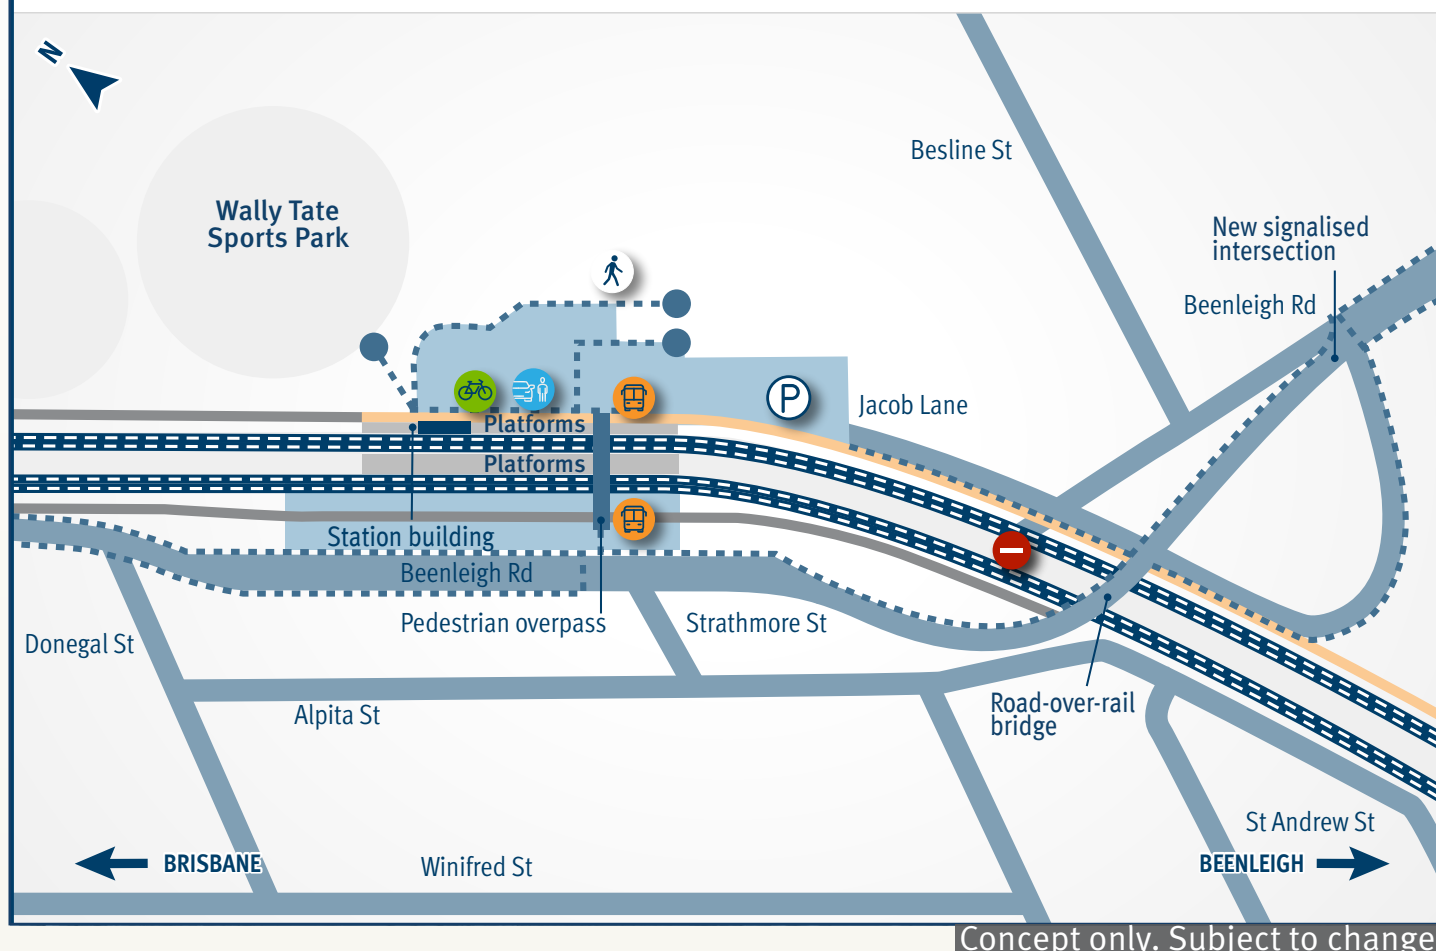 N
Besline St
Wally Tate
Sports Park
New signalised
intersection
Beenleigh Rd
P
Jacob Lane
Platforms
Platforms
Station building
Beenleigh Rd
Pedestrian overpass
Strathmore St
Donegal St
Alpita St
Road-over-rail
bridge
St Andrew St
BRISBANE
Winifred St
BEENLEIGH
Concept only. Subject to change